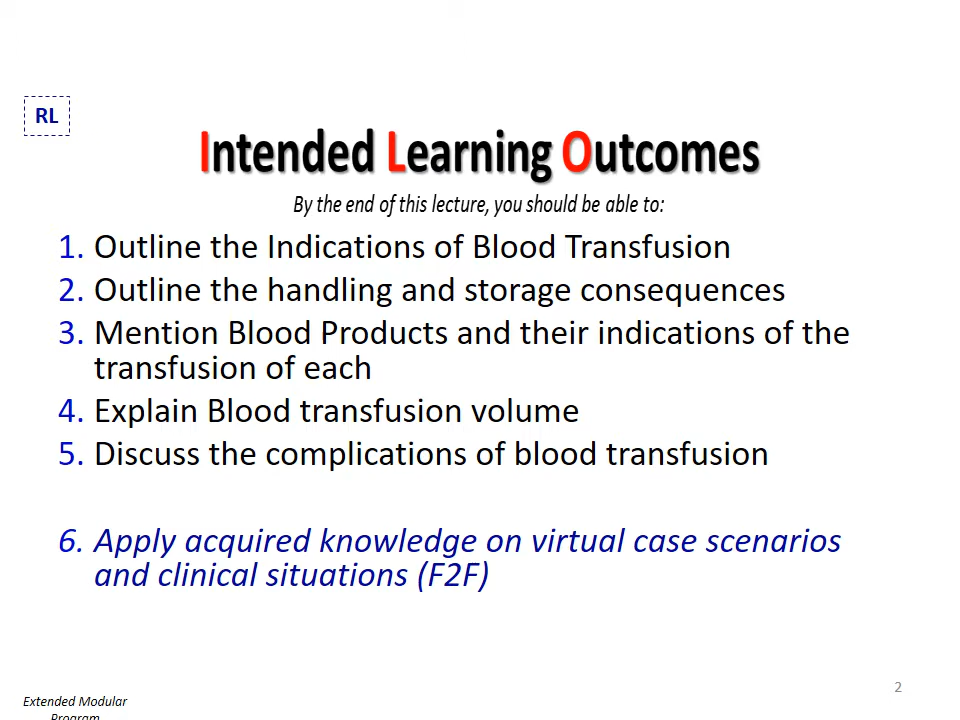 RL
Intended Learning Outcomes
By the end of this lecture, you should be able to:
1. Outline the Indications of Blood Transfusion
2. Outline the handling and storage consequences
3. Mention Blood Products and their indications of the
transfusion of each
4. Explain Blood transfusion volume
5. Discuss the complications of blood transfusion
6. Apply acquired knowledge on virtual case scenarios
and clinical situations (F2F)
2
Extended Modular
Program